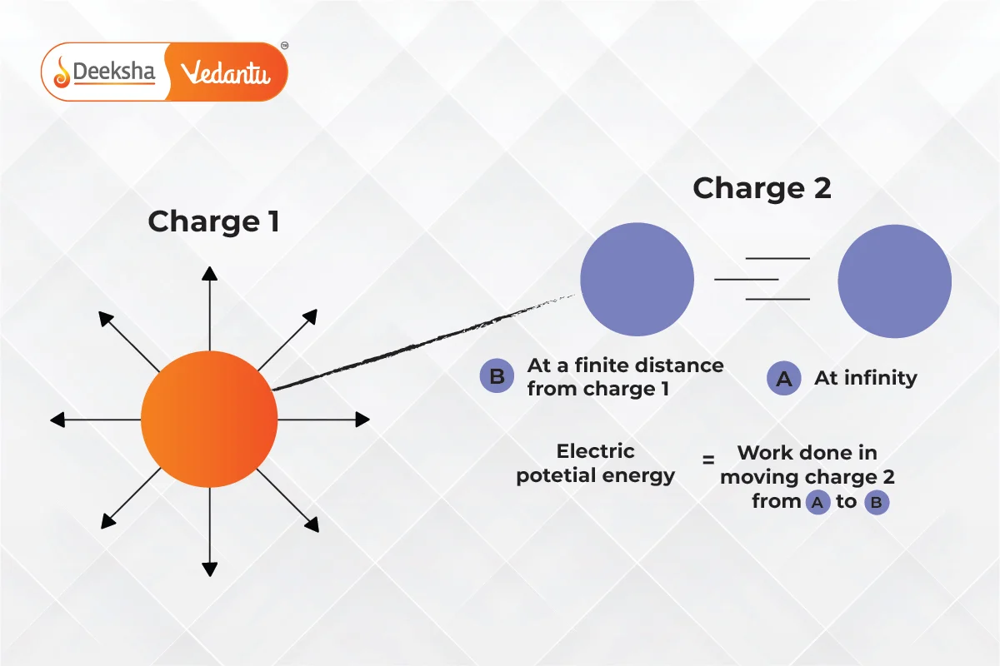 Deeksha Vedantu TM
Charge 2
Charge 1
B At a finite distance
from charge 1
A At infinity
Electric
potetial energy
= Work done in
moving charge 2
from A to B